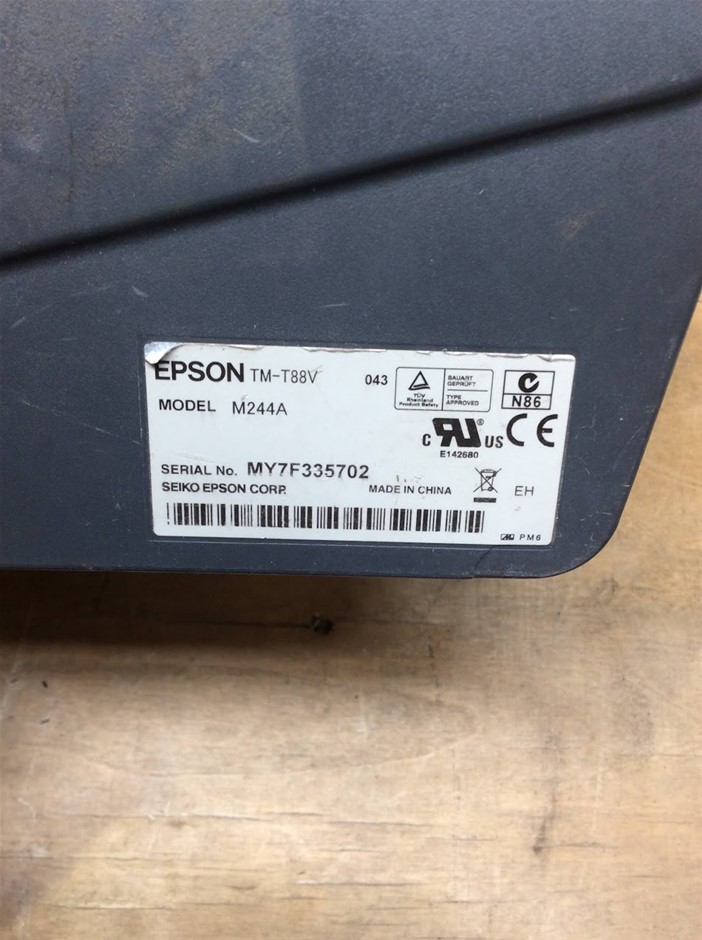 EPSON TM-T88V 043
MODEL M244A
TÜV
Rheinland
Product Safety
BAUART
GEPRÜFT
TYPE
APPROVED
N86
C UR® US CE
E142680
SERIAL No. MY7F335702
SEIKO EPSON CORP. MADE IN CHINA EH
PM6